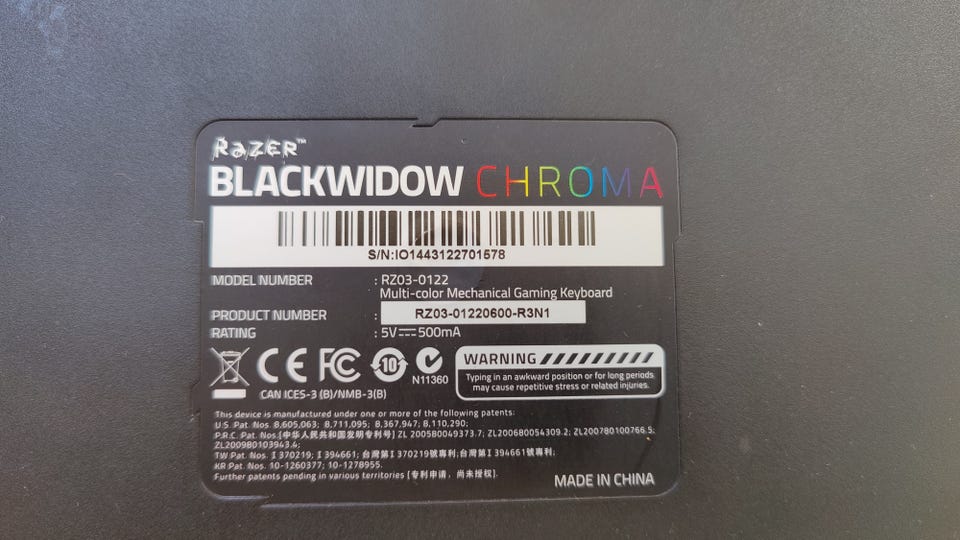 RAZER™
BLACKWIDOW CHROMA
S/N:IO1443122701578
MODEL NUMBER : RZ03-0122
Multi-color Mechanical Gaming Keyboard
PRODUCT NUMBER : RZ03-01220600-R3N1
RATING : 5V 500mA
CE FC 10 N11360
CAN ICES-3 (B)/NMB-3(B)
WARNING
Typing in an awkward position or for long periods
may cause repetitive stress or related injuries.
This device is manufactured under one or more of the following patents:
U.S. Pat. Nos. 8,605,063; 8,711,095; 8,367,947; 8,110,290;
P.R.C. Pat. Nos.[中华人民共和国发明专利号] ZL 200580049373.7; ZL200680054309.2; ZL200780100766.5;
ZL200980103943.4;
TW Pat. Nos. I 370219; I 394661; 台灣第I 370219號專利; 台灣第I 394661號專利;
KR Pat. Nos. 10-1260377; 10-1278955.
Further patents pending in various territories [专利申请，尚未授权].
MADE IN CHINA